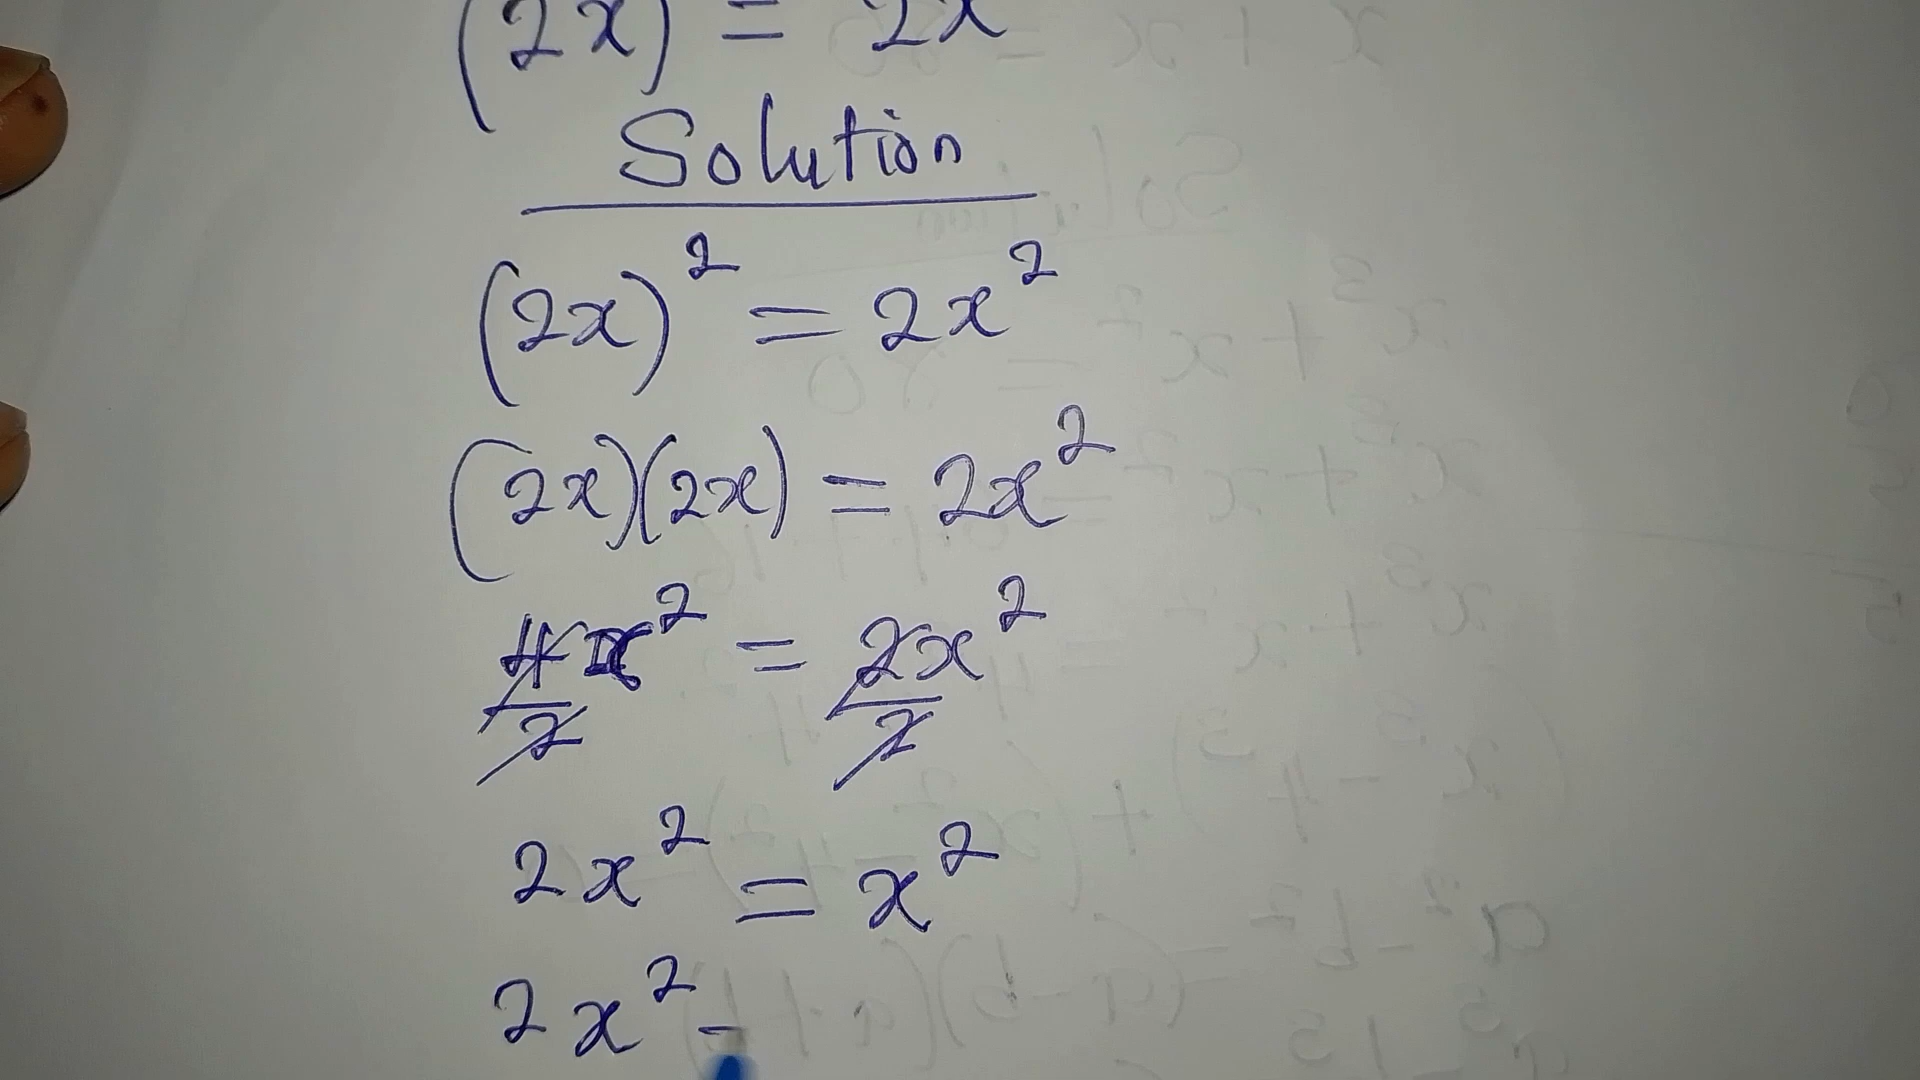 (2x) = 2x
Solution
(2x)² = 2x²
(2x)(2x) = 2x²
4x²/2 = 2x²/2
2x² = x²
2x² -